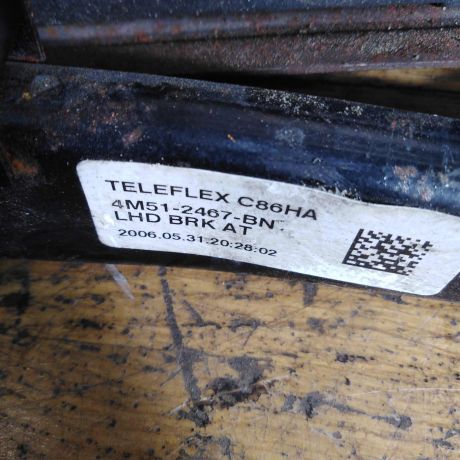 TELEFLEX C86HA
4M51-2467-BN
LHD BRK AT
2006.05.31.20:28:02